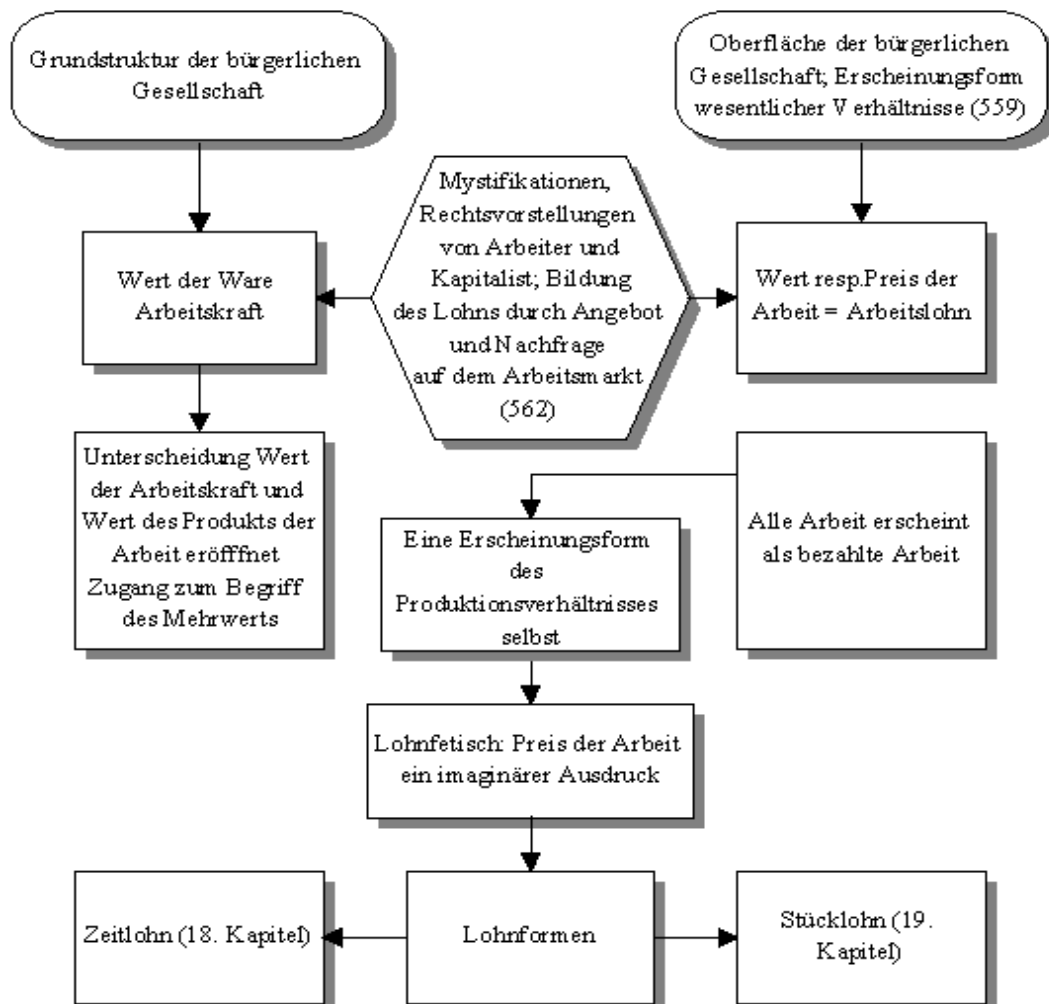 Grundstruktur der bürgerlichen
Gesellschaft
Oberfläche der bürgerlichen
Gesellschaft; Erscheinungsform
wesentlicher Verhältnisse (559)
Mystifikationen,
Rechtsvorstellungen
von Arbeiter und
Kapitalist; Bildung
des Lohns durch Angebot
und Nachfrage
auf dem Arbeitsmarkt
(562)
Wert der Ware
Arbeitskraft
Wert resp.Preis der
Arbeit = Arbeitslohn
Unterscheidung Wert
der Arbeitskraft und
Wert des Produkts der
Arbeit eröfffnet
Zugang zum Begriff
des Mehrwerts
Eine Erscheinungsform
des
Produktionsverhältnisses
selbst
Alle Arbeit erscheint
als bezahlte Arbeit
Lohnfetisch: Preis der Arbeit
ein imaginärer Ausdruck
Zeitlohn (18. Kapitel)
Lohnformen
Stücklohn (19.
Kapitel)